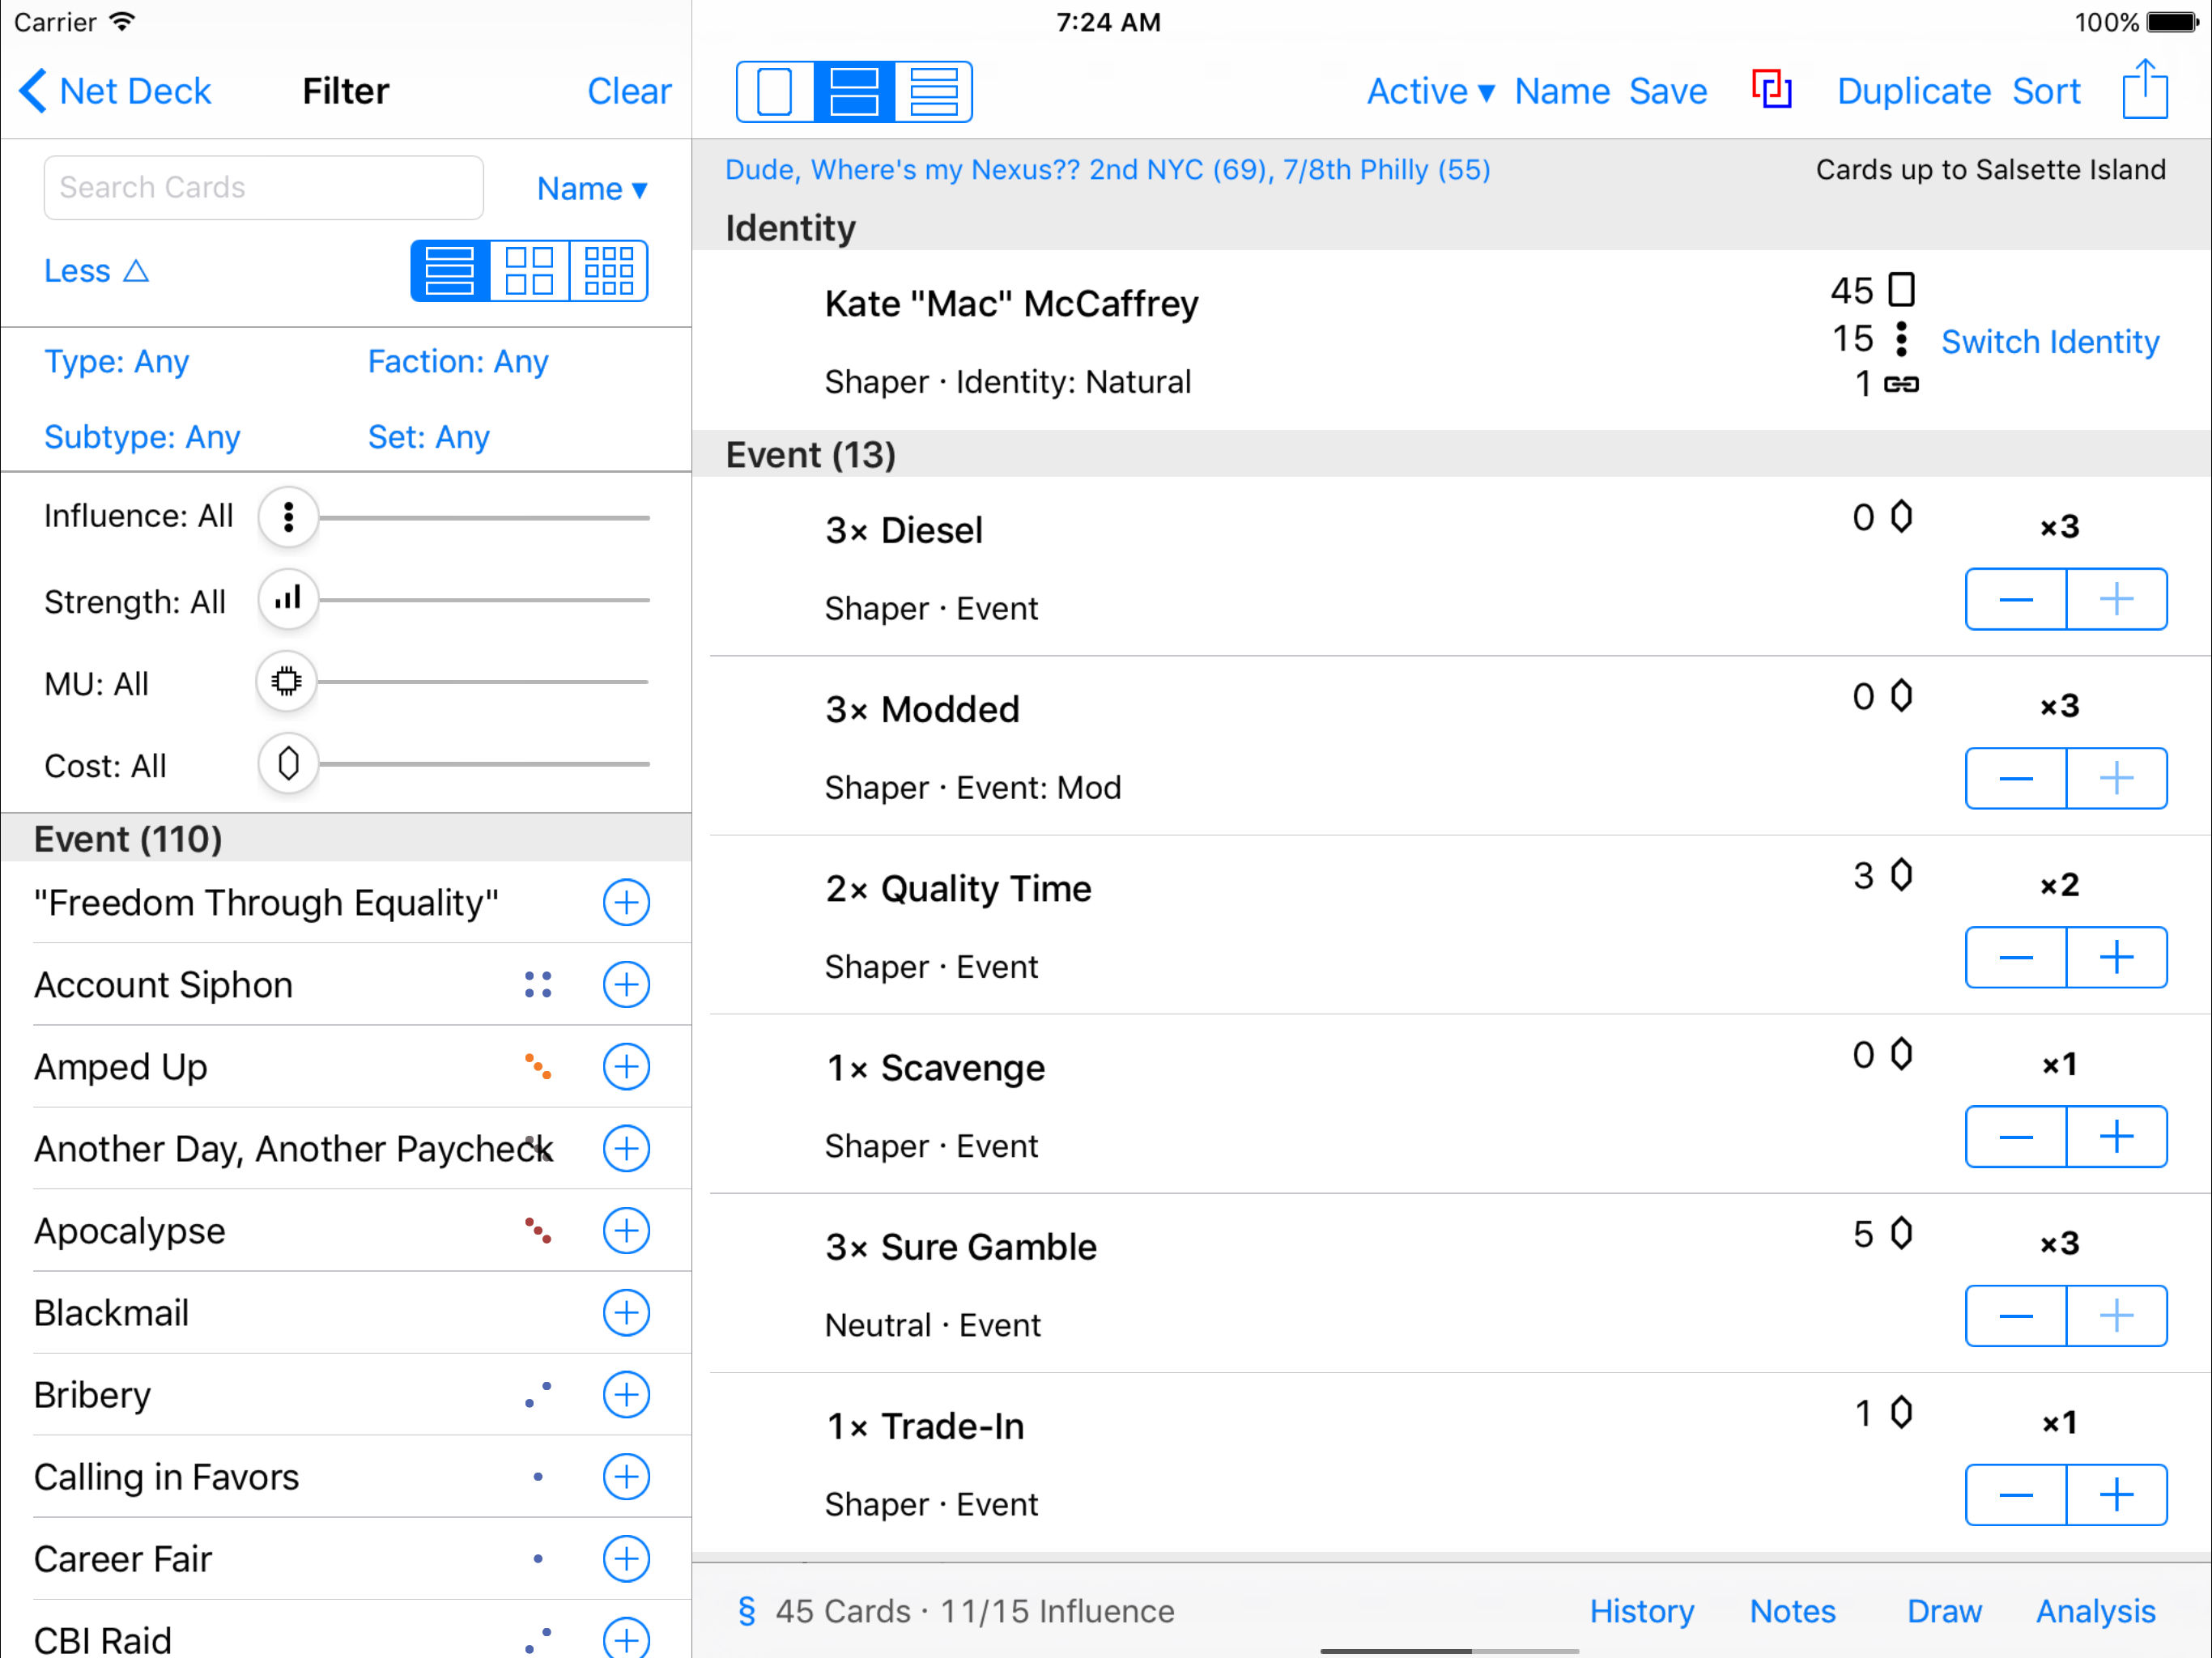 Carrier
7:24 AM
100%
Net Deck
Filter
Clear
Search Cards
Name ▼
Less △
Type: Any
Faction: Any
Subtype: Any
Set: Any
Influence: All
Strength: All
MU: All
Cost: All
Event (110)
"Freedom Through Equality"
Account Siphon
Amped Up
Another Day, Another Paycheck
Apocalypse
Blackmail
Bribery
Calling in Favors
Career Fair
CBI Raid
Active ▼
Name
Save
Duplicate
Sort
Dude, Where's my Nexus?? 2nd NYC (69), 7/8th Philly (55)
Cards up to Salsette Island
Identity
Kate "Mac" McCaffrey
Shaper · Identity: Natural
45
15
1
Switch Identity
Event (13)
3× Diesel
0
×3
Shaper · Event
3× Modded
0
×3
Shaper · Event: Mod
2× Quality Time
3
×2
Shaper · Event
1× Scavenge
0
×1
Shaper · Event
3× Sure Gamble
5
×3
Neutral · Event
1× Trade-In
1
×1
Shaper · Event
§ 45 Cards · 11/15 Influence
History
Notes
Draw
Analysis